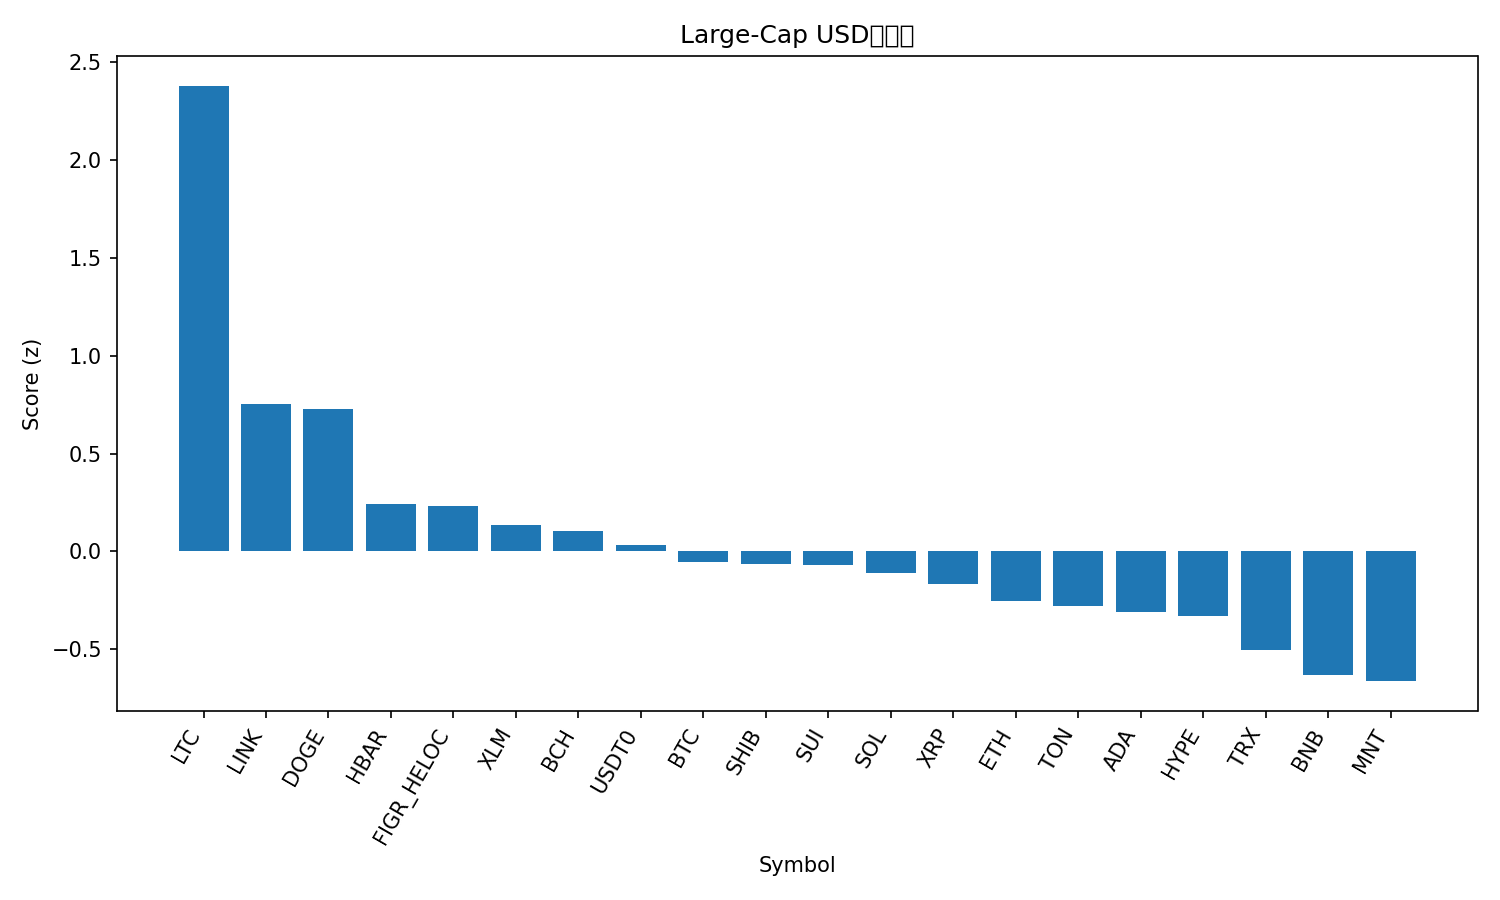 Large-Cap USD
2.5
2.0
1.5
1.0
0.5
0.0
−0.5
Score (z)
LTC
LINK
DOGE
HBAR
FIGR_HELOC
XLM
BCH
USDT0
BTC
SHIB
SUI
SOL
XRP
ETH
TON
ADA
HYPE
TRX
BNB
MNT
Symbol